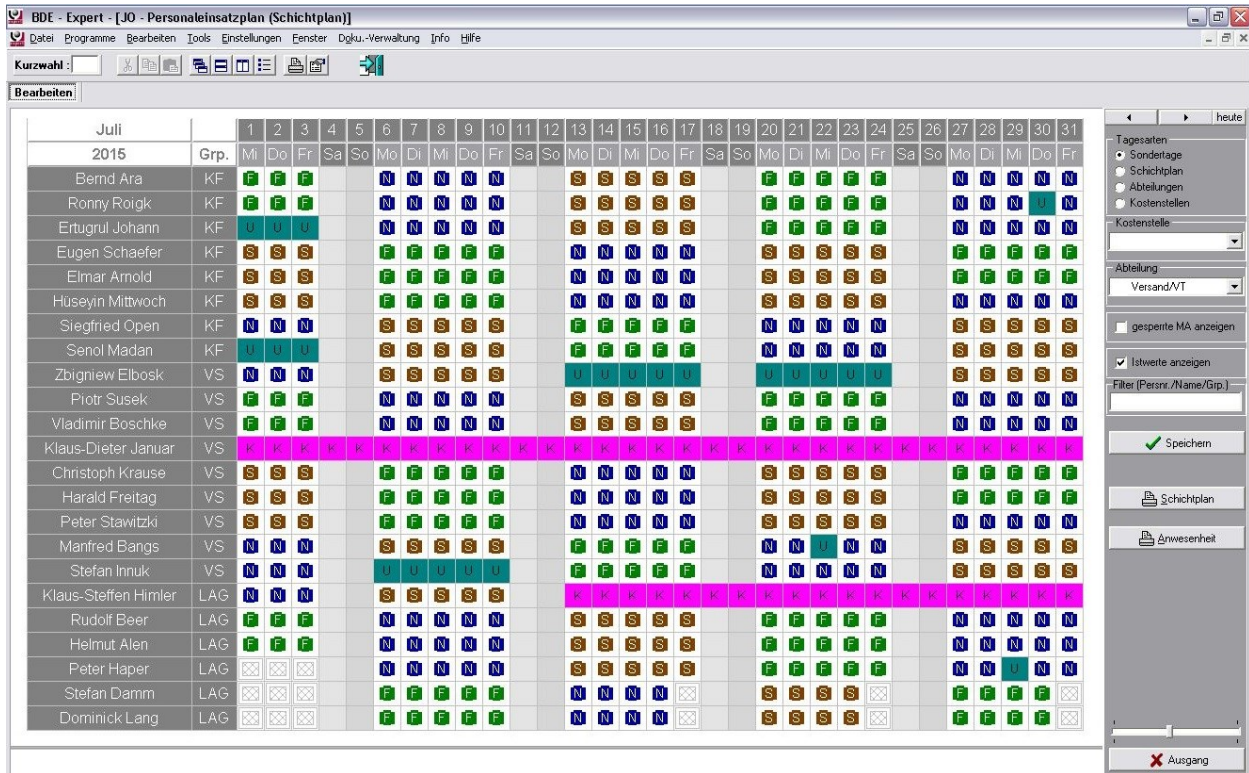 BDE - Expert - [JO - Personaleinsatzplan (Schichtplan)]
Datei Programme Bearbeiten Tools Einstellungen Fenster Doku.-Verwaltung Info Hilfe
Kurzwahl :
Bearbeiten
Juli 1 2 3 4 5 6 7 8 9 10 11 12 13 14 15 16 17 18 19 20 21 22 23 24 25 26 27 28 29 30 31
2015 Grp. Mi Do Fr Sa So Mo Di Mi Do Fr Sa So Mo Di Mi Do Fr Sa So Mo Di Mi Do Fr Sa So Mo Di Mi Do Fr
Bernd Ara KF F F F N N N N N S S S S S F F F F F N N N N N
Ronny Roigk KF F F F N N N N N S S S S S F F F F F N N N U N
Ertugrul Johann KF U U U N N N N N S S S S S F F F F F N N N N N
Eugen Schaefer KF S S S F F F F F N N N N N S S S S S F F F F F
Elmar Arnold KF S S S F F F F F N N N N N S S S S S F F F F F
Hüseyin Mittwoch KF S S S F F F F F N N N N N S S S S S N N N N N
Siegfried Open KF N N N S S S S S F F F F F N N N N N S S S S S
Senol Madan KF U U U S S S S S F F F F F N N N N N S S S S S
Zbigniew Elbosk VS N N N S S S S S U U U U U U U U U U S S S S S
Piotr Susek VS F F F N N N N N S S S S S F F F F F N N N N N
Vladimir Boschke VS F F F N N N N N S S S S S F F F F F N N N N N
Klaus-Dieter Januar VS K K K K K K K K K K K K K K K K K K K K K K K K K K K K K K K
Christoph Krause VS S S S F F F F F N N N N N S S S S S F F F F F
Harald Freitag VS S S S F F F F F N N N N N S S S S S F F F F F
Peter Stawitzki VS S S S F F F F F N N N N N S S S S S N N N N N
Manfred Bangs VS N N N S S S S S F F F F F N N U N N S S S S S
Stefan Innuk VS N N N U U U U U F F F F F N N N N N S S S S S
Klaus-Steffen Himler LAG N N N S S S S S K K K K K K K K K K K K K K K K K K K
Rudolf Beer LAG F F F N N N N N S S S S S F F F F F N N N N N
Helmut Alen LAG F F F N N N N N S S S S S F F F F F N N N N N
Peter Haper LAG N N N N N S S S S S F F F F F N N U N N
Stefan Damm LAG F F F F F N N N N S S S S F F F F
Dominick Lang LAG F F F F F N N N N S S S S F F F F
heute
Tagesarten
Sondertage
Schichtplan
Abteilungen
Kostenstellen
Kostenstelle
Abteilung
Versand/VT
gesperrte MA anzeigen
Istwerte anzeigen
Filter (Persnr./Name/Grp.)
Speichern
Schichtplan
Anwesenheit
Ausgang